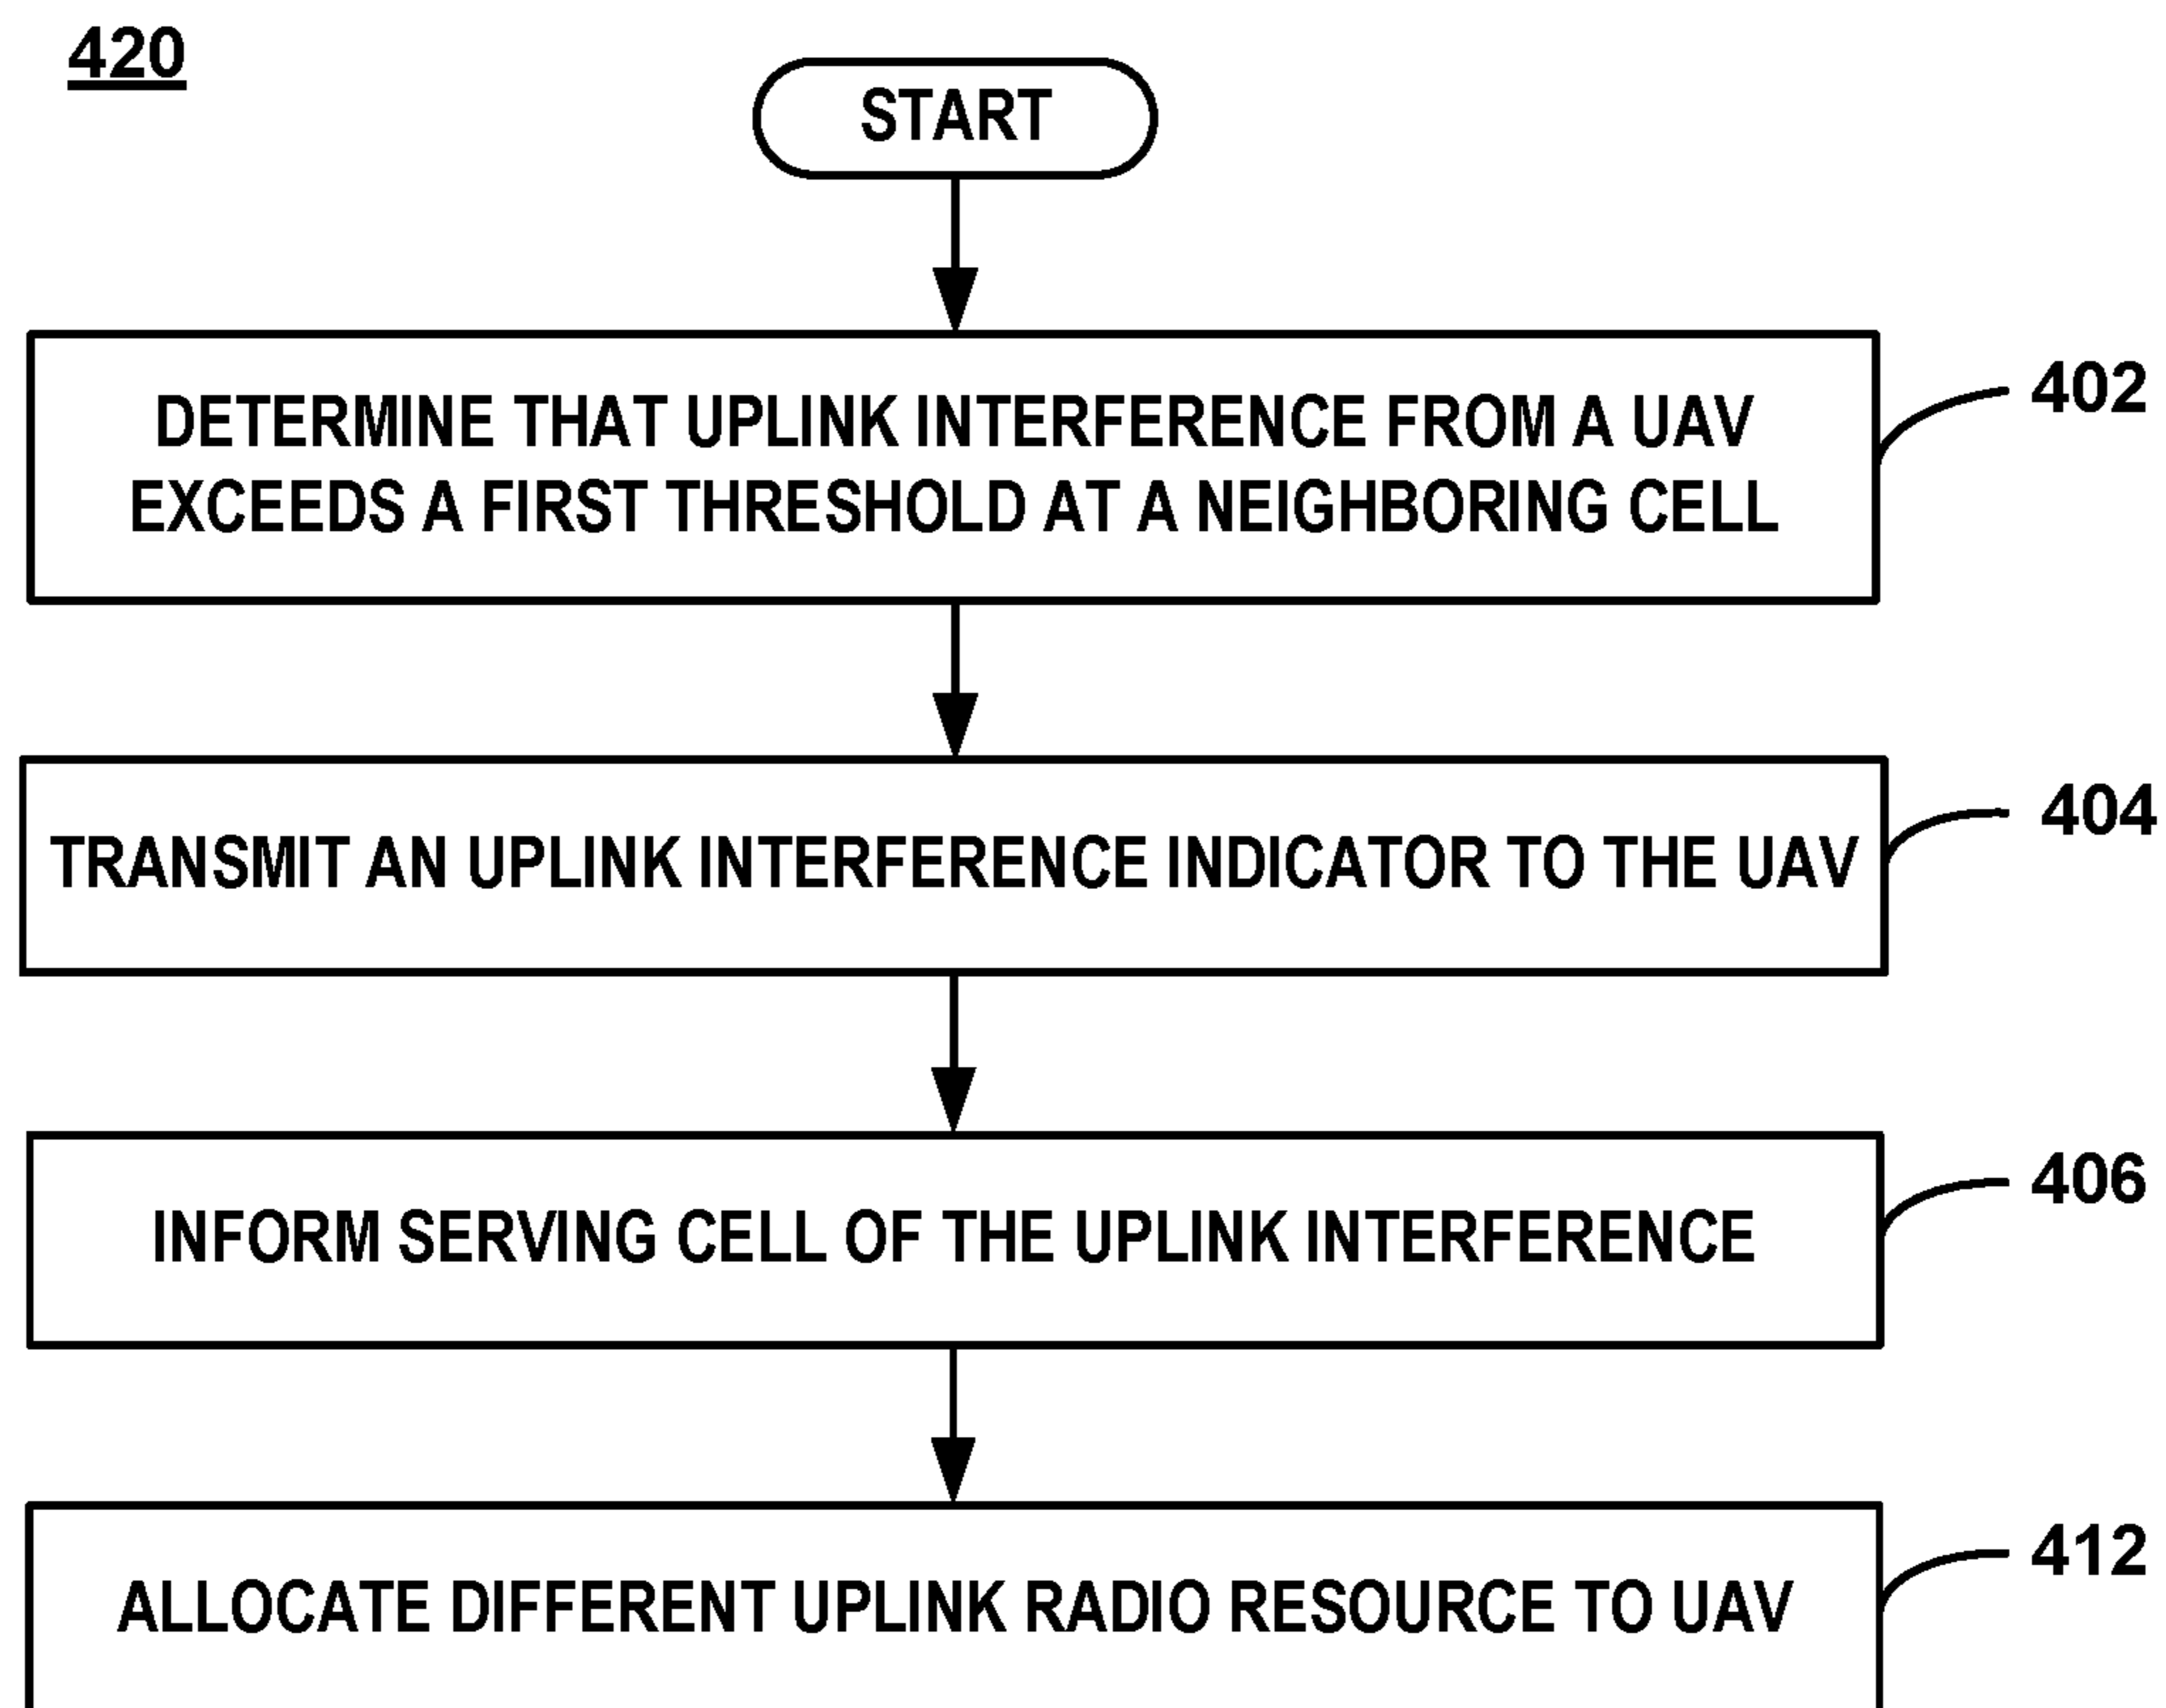 420
START
DETERMINE THAT UPLINK INTERFERENCE FROM A UAV
EXCEEDS A FIRST THRESHOLD AT A NEIGHBORING CELL
402
TRANSMIT AN UPLINK INTERFERENCE INDICATOR TO THE UAV
404
INFORM SERVING CELL OF THE UPLINK INTERFERENCE
406
ALLOCATE DIFFERENT UPLINK RADIO RESOURCE TO UAV
412